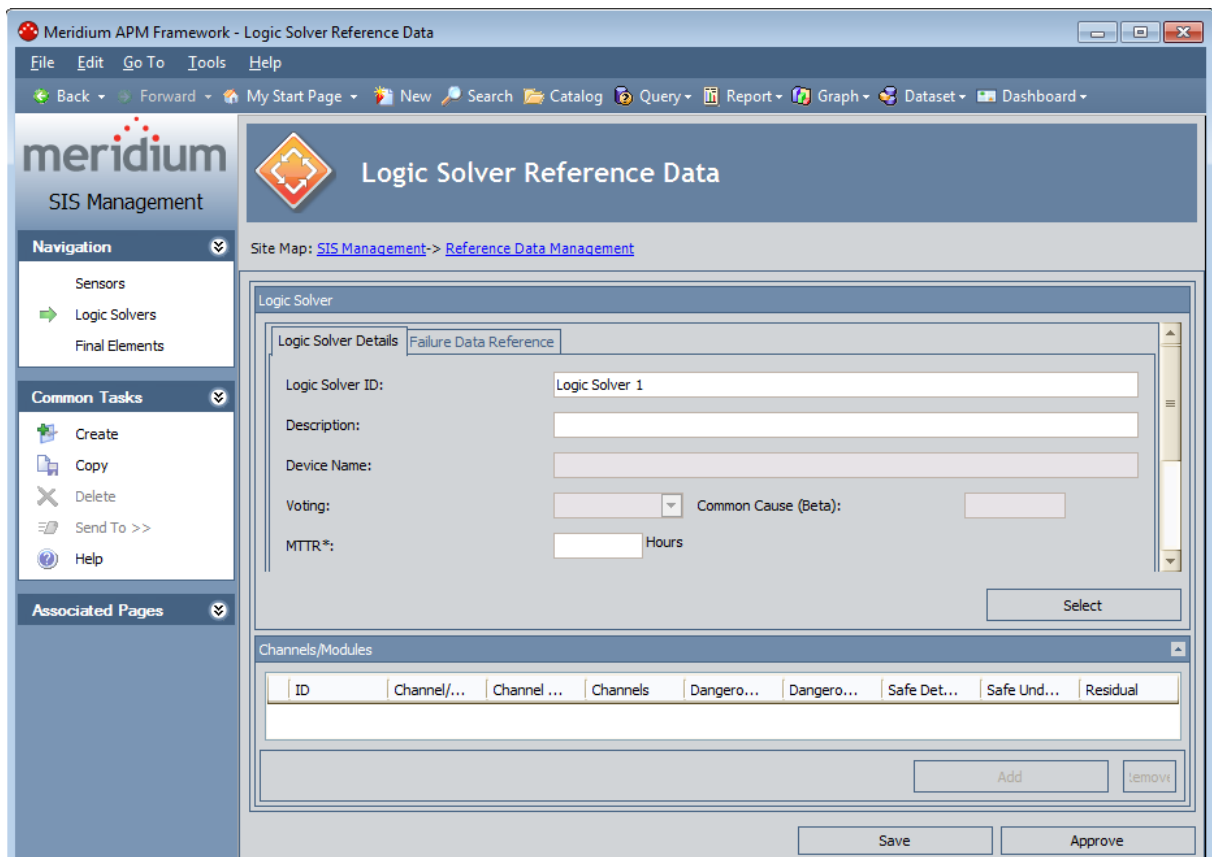 Meridium APM Framework - Logic Solver Reference Data
File Edit Go To Tools Help
Back Forward My Start Page New Search Catalog Query Report Graph Dataset Dashboard
meridium
SIS Management
Logic Solver Reference Data
Navigation
Sensors
Logic Solvers
Final Elements
Common Tasks
Create
Copy
Delete
Send To >>
Help
Associated Pages
Site Map: SIS Management-> Reference Data Management
Logic Solver
Logic Solver Details Failure Data Reference
Logic Solver ID: Logic Solver 1
Description:
Device Name:
Voting: Common Cause (Beta):
MTTR*: Hours
Select
Channels/Modules
ID Channel/... Channel ... Channels Dangero... Dangero... Safe Det... Safe Und... Residual
Add emove
Save Approve